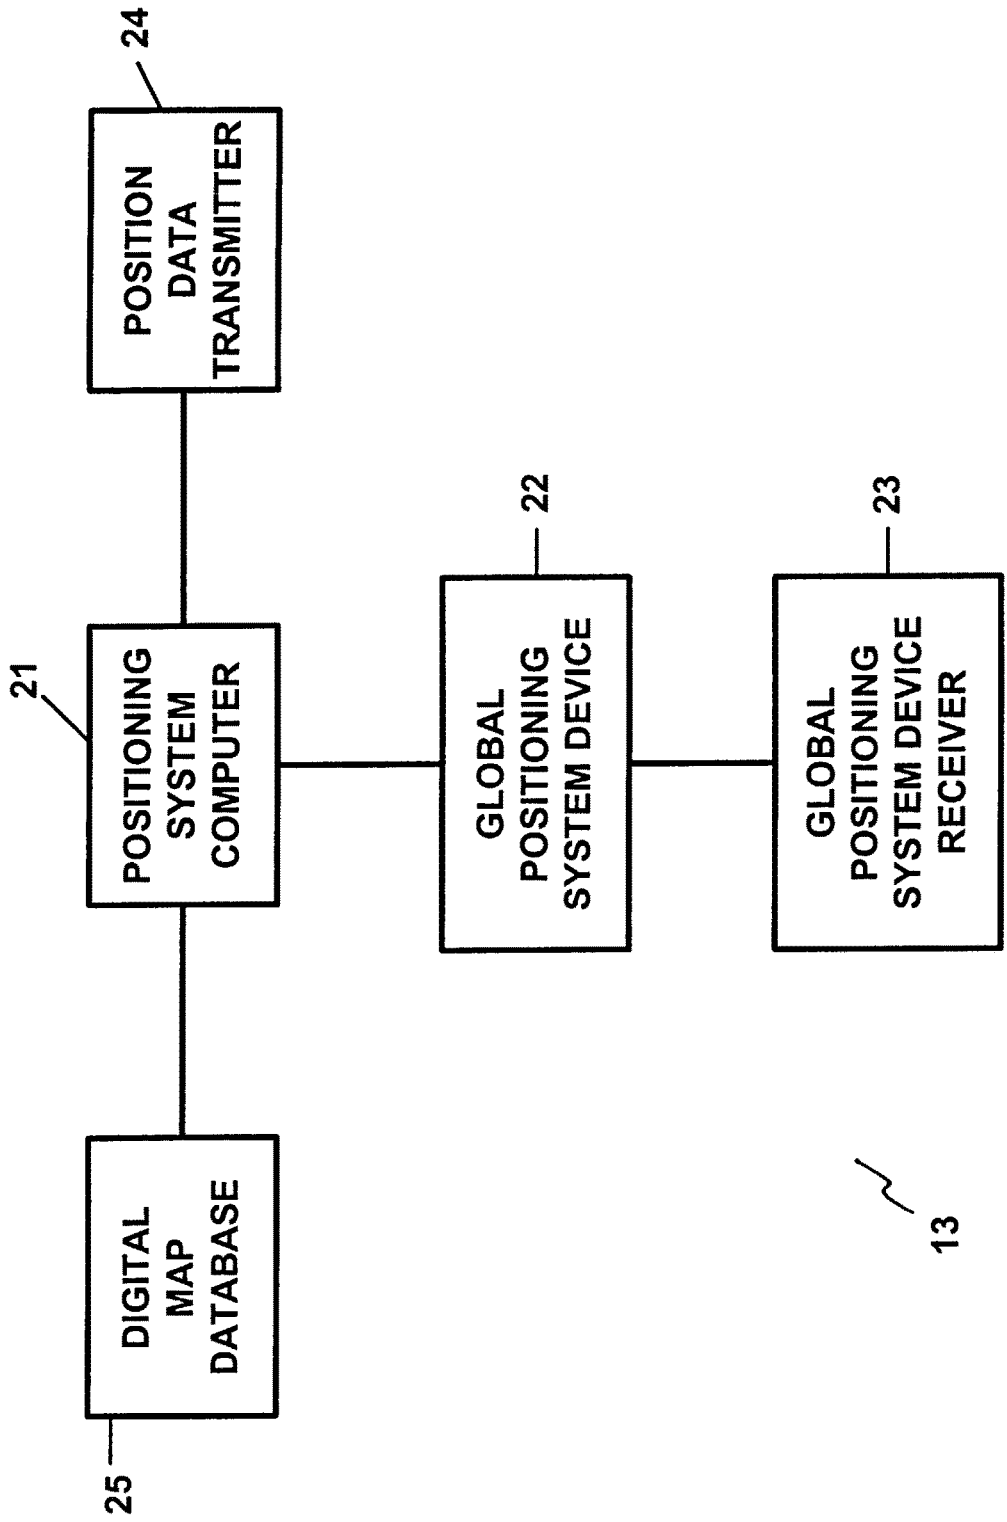 21
24
25
DIGITAL
MAP
DATABASE
POSITIONING
SYSTEM
COMPUTER
POSITION
DATA
TRANSMITTER
22
GLOBAL
POSITIONING
SYSTEM DEVICE
23
GLOBAL
POSITIONING
SYSTEM DEVICE
RECEIVER
13